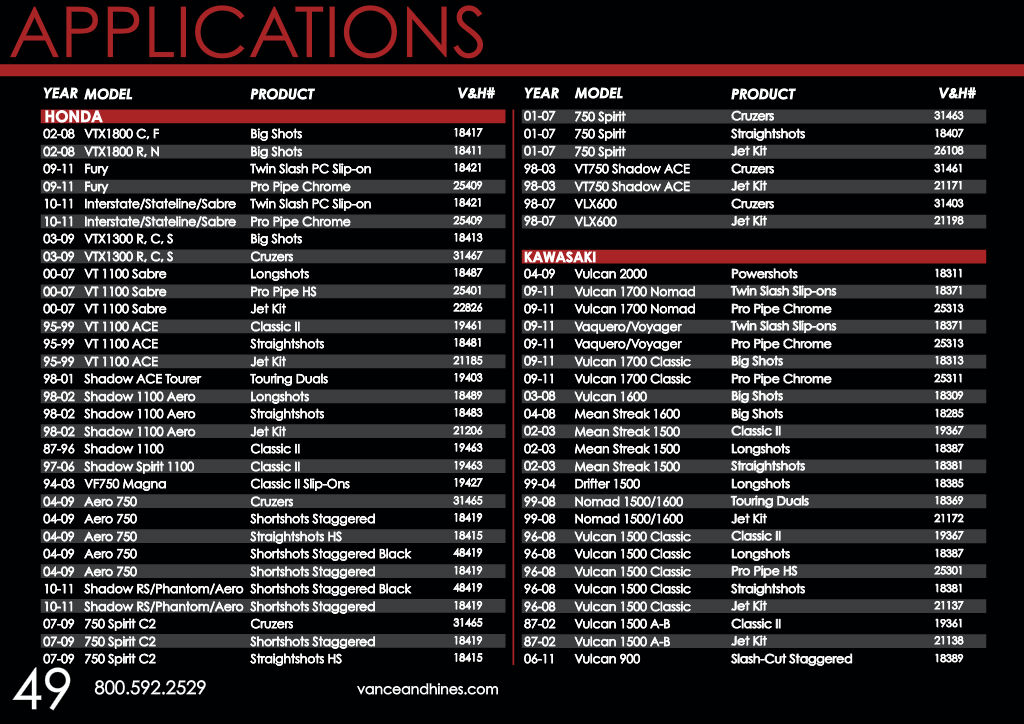 APPLICATIONS
YEAR MODEL PRODUCT V&H#
HONDA
02-08 VTX1800 C, F Big Shots 18417
02-08 VTX1800 R, N Big Shots 18411
09-11 Fury Twin Slash PC Slip-on 18421
09-11 Fury Pro Pipe Chrome 25409
10-11 Interstate/Stateline/Sabre Twin Slash PC Slip-on 18421
10-11 Interstate/Stateline/Sabre Pro Pipe Chrome 25409
03-09 VTX1300 R, C, S Big Shots 18413
03-09 VTX1300 R, C, S Cruzers 31467
00-07 VT 1100 Sabre Longshots 18487
00-07 VT 1100 Sabre Pro Pipe HS 25401
00-07 VT 1100 Sabre Jet Kit 22826
95-99 VT 1100 ACE Classic II 19461
95-99 VT 1100 ACE Straightshots 18481
95-99 VT 1100 ACE Jet Kit 21185
98-01 Shadow ACE Tourer Touring Duals 19403
98-02 Shadow 1100 Aero Longshots 18489
98-02 Shadow 1100 Aero Straightshots 18483
98-02 Shadow 1100 Aero Jet Kit 21206
87-96 Shadow 1100 Classic II 19463
97-06 Shadow Spirit 1100 Classic II 19463
94-03 VF750 Magna Classic II Slip-Ons 19427
04-09 Aero 750 Cruzers 31465
04-09 Aero 750 Shortshots Staggered 18419
04-09 Aero 750 Straightshots HS 18415
04-09 Aero 750 Shortshots Staggered Black 48419
04-09 Aero 750 Shortshots Staggered 18419
10-11 Shadow RS/Phantom/Aero Shortshots Staggered Black 48419
10-11 Shadow RS/Phantom/Aero Shortshots Staggered 18419
07-09 750 Spirit C2 Cruzers 31465
07-09 750 Spirit C2 Shortshots Staggered 18419
07-09 750 Spirit C2 Straightshots HS 18415
YEAR MODEL PRODUCT V&H#
01-07 750 Spirit Cruzers 31463
01-07 750 Spirit Straightshots 18407
01-07 750 Spirit Jet Kit 26108
98-03 VT750 Shadow ACE Cruzers 31461
98-03 VT750 Shadow ACE Jet Kit 21171
98-07 VLX600 Cruzers 31403
98-07 VLX600 Jet Kit 21198
KAWASAKI
04-09 Vulcan 2000 Powershots 18311
09-11 Vulcan 1700 Nomad Twin Slash Slip-ons 18371
09-11 Vulcan 1700 Nomad Pro Pipe Chrome 25313
09-11 Vaquero/Voyager Twin Slash Slip-ons 18371
09-11 Vaquero/Voyager Pro Pipe Chrome 25313
09-11 Vulcan 1700 Classic Big Shots 18313
09-11 Vulcan 1700 Classic Pro Pipe Chrome 25311
03-08 Vulcan 1600 Big Shots 18309
04-08 Mean Streak 1600 Big Shots 18285
02-03 Mean Streak 1500 Classic II 19367
02-03 Mean Streak 1500 Longshots 18387
02-03 Mean Streak 1500 Straightshots 18381
99-04 Drifter 1500 Longshots 18385
99-08 Nomad 1500/1600 Touring Duals 18369
99-08 Nomad 1500/1600 Jet Kit 21172
96-08 Vulcan 1500 Classic Classic II 19367
96-08 Vulcan 1500 Classic Longshots 18387
96-08 Vulcan 1500 Classic Pro Pipe HS 25301
96-08 Vulcan 1500 Classic Straightshots 18381
96-08 Vulcan 1500 Classic Jet Kit 21137
87-02 Vulcan 1500 A-B Classic II 19361
87-02 Vulcan 1500 A-B Jet Kit 21138
06-11 Vulcan 900 Slash-Cut Staggered 18389
49 800.592.2529 vanceandhines.com